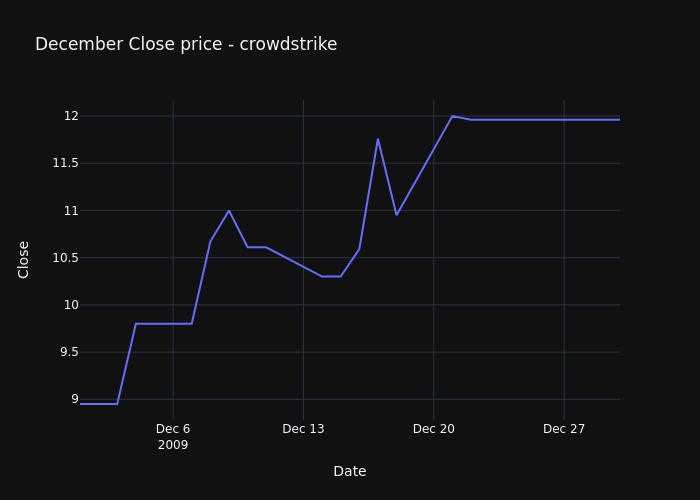 December Close price - crowdstrike
12
11.5
11
10.5
10
9.5
9
Close
Dec 6
2009
Dec 13
Dec 20
Dec 27
Date